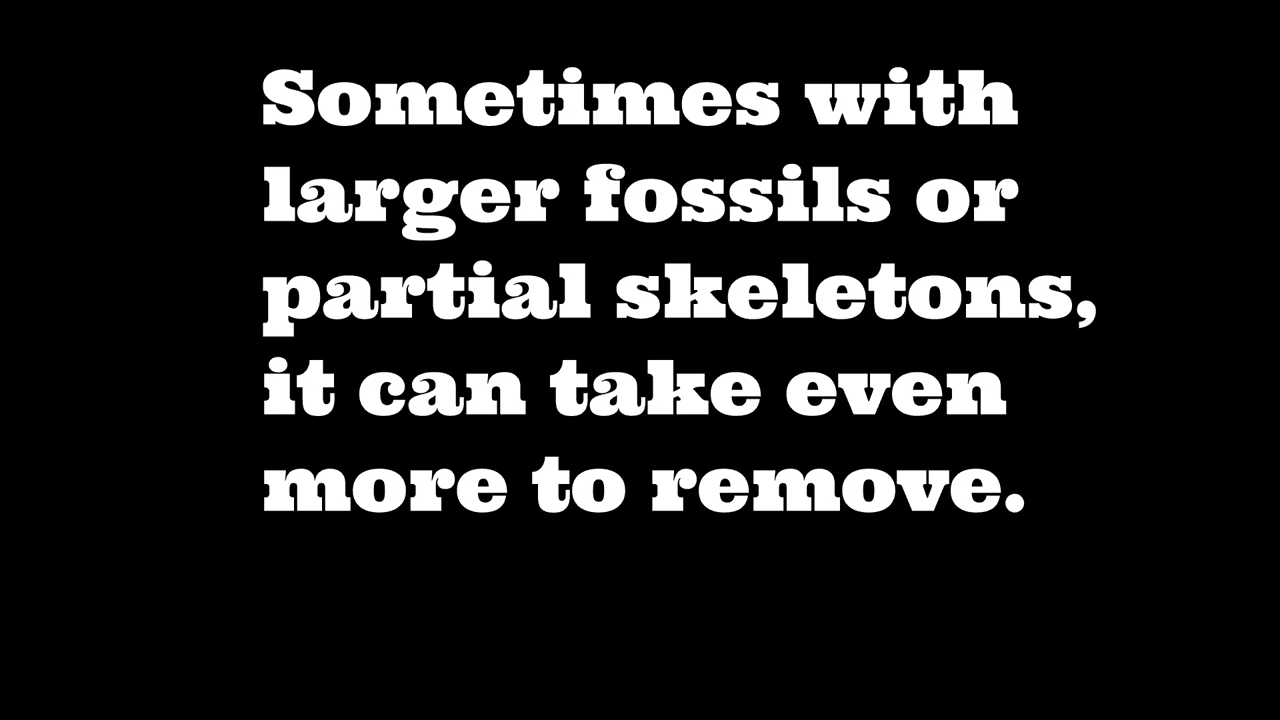 Sometimes with
larger fossils or
partial skeletons,
it can take even
more to remove.